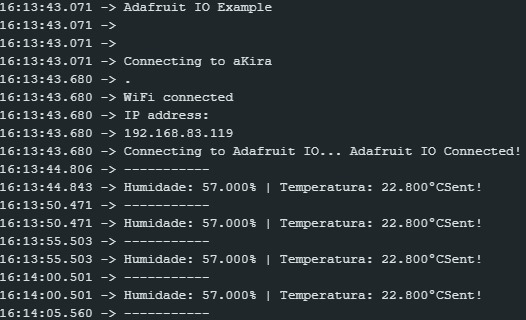 16:13:43.071 -> Adafruit IO Example
16:13:43.071 ->
16:13:43.071 ->
16:13:43.071 -> Connecting to aKira
16:13:43.680 -> .
16:13:43.680 -> WiFi connected
16:13:43.680 -> IP address:
16:13:43.680 -> 192.168.83.119
16:13:43.680 -> Connecting to Adafruit IO... Adafruit IO Connected!
16:13:44.806 -> -----------
16:13:44.843 -> Humidade: 57.000% | Temperatura: 22.800°CSent!
16:13:50.471 -> -----------
16:13:50.471 -> Humidade: 57.000% | Temperatura: 22.800°CSent!
16:13:55.503 -> -----------
16:13:55.503 -> Humidade: 57.000% | Temperatura: 22.800°CSent!
16:14:00.501 -> -----------
16:14:00.501 -> Humidade: 57.000% | Temperatura: 22.800°CSent!
16:14:05.560 -> -----------